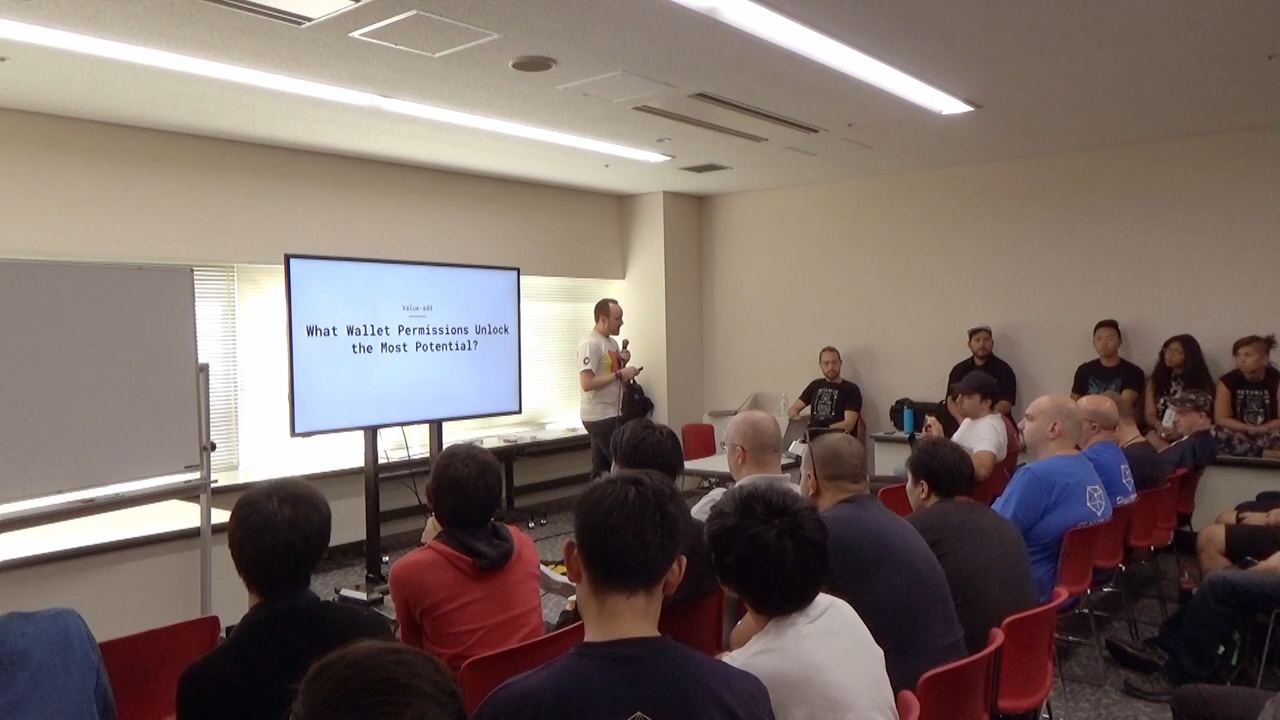 Value-add
What Wallet Permissions Unlock
the Most Potential?